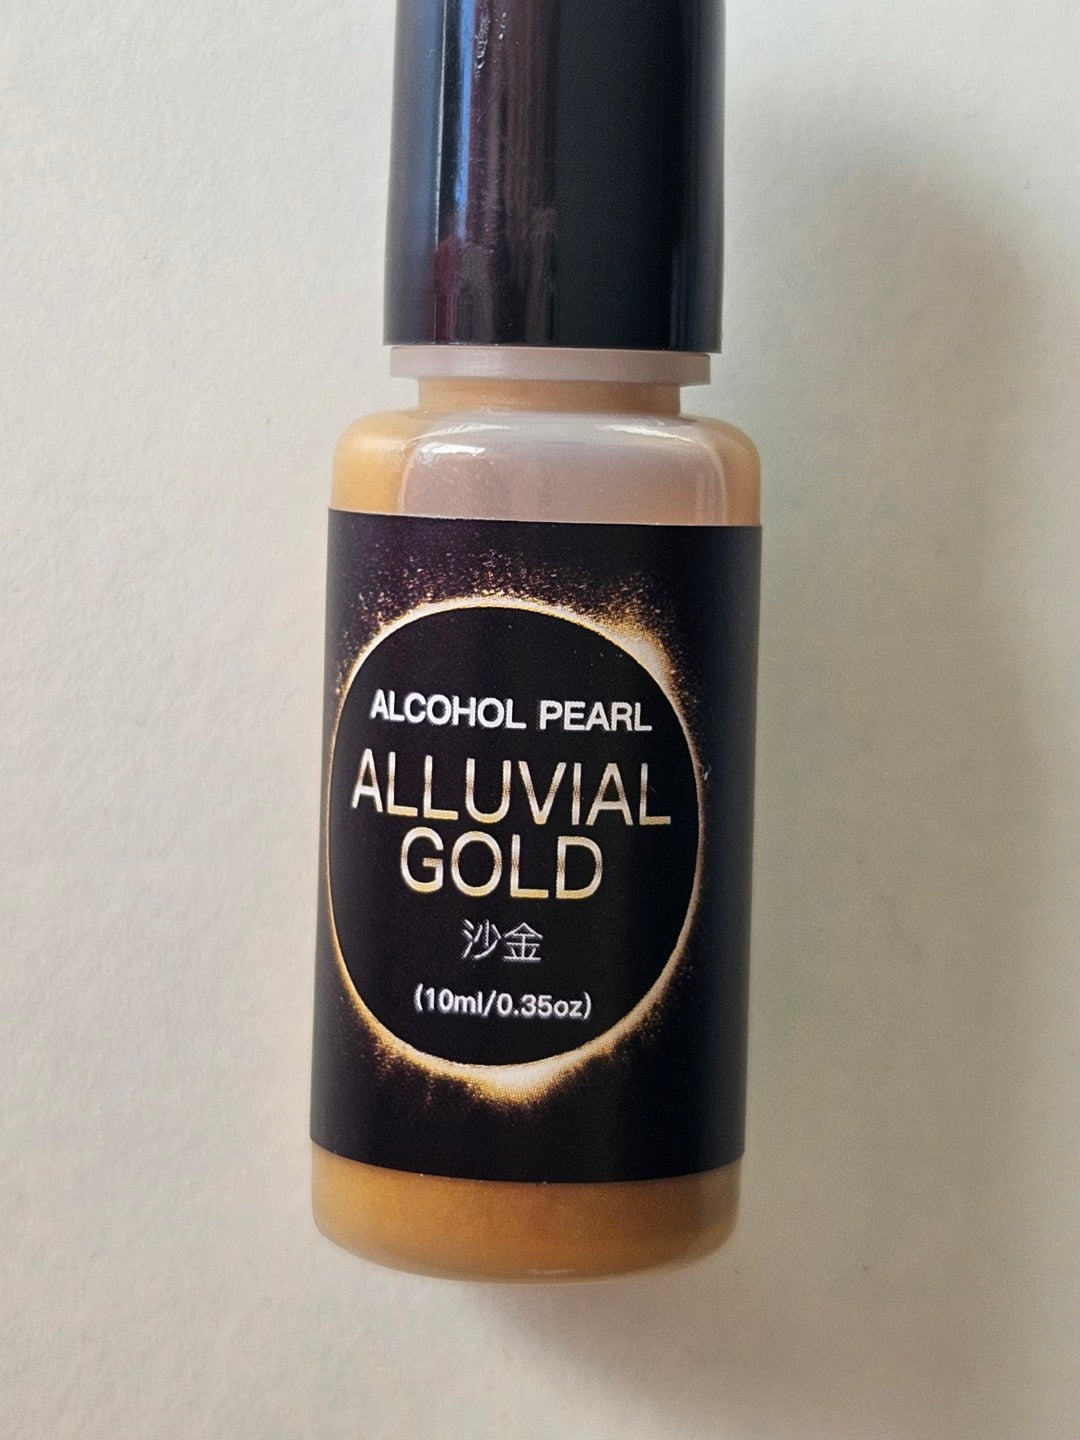 ALCOHOL PEARL
ALLUVIAL
GOLD
沙金
(10ml/0.35oz)